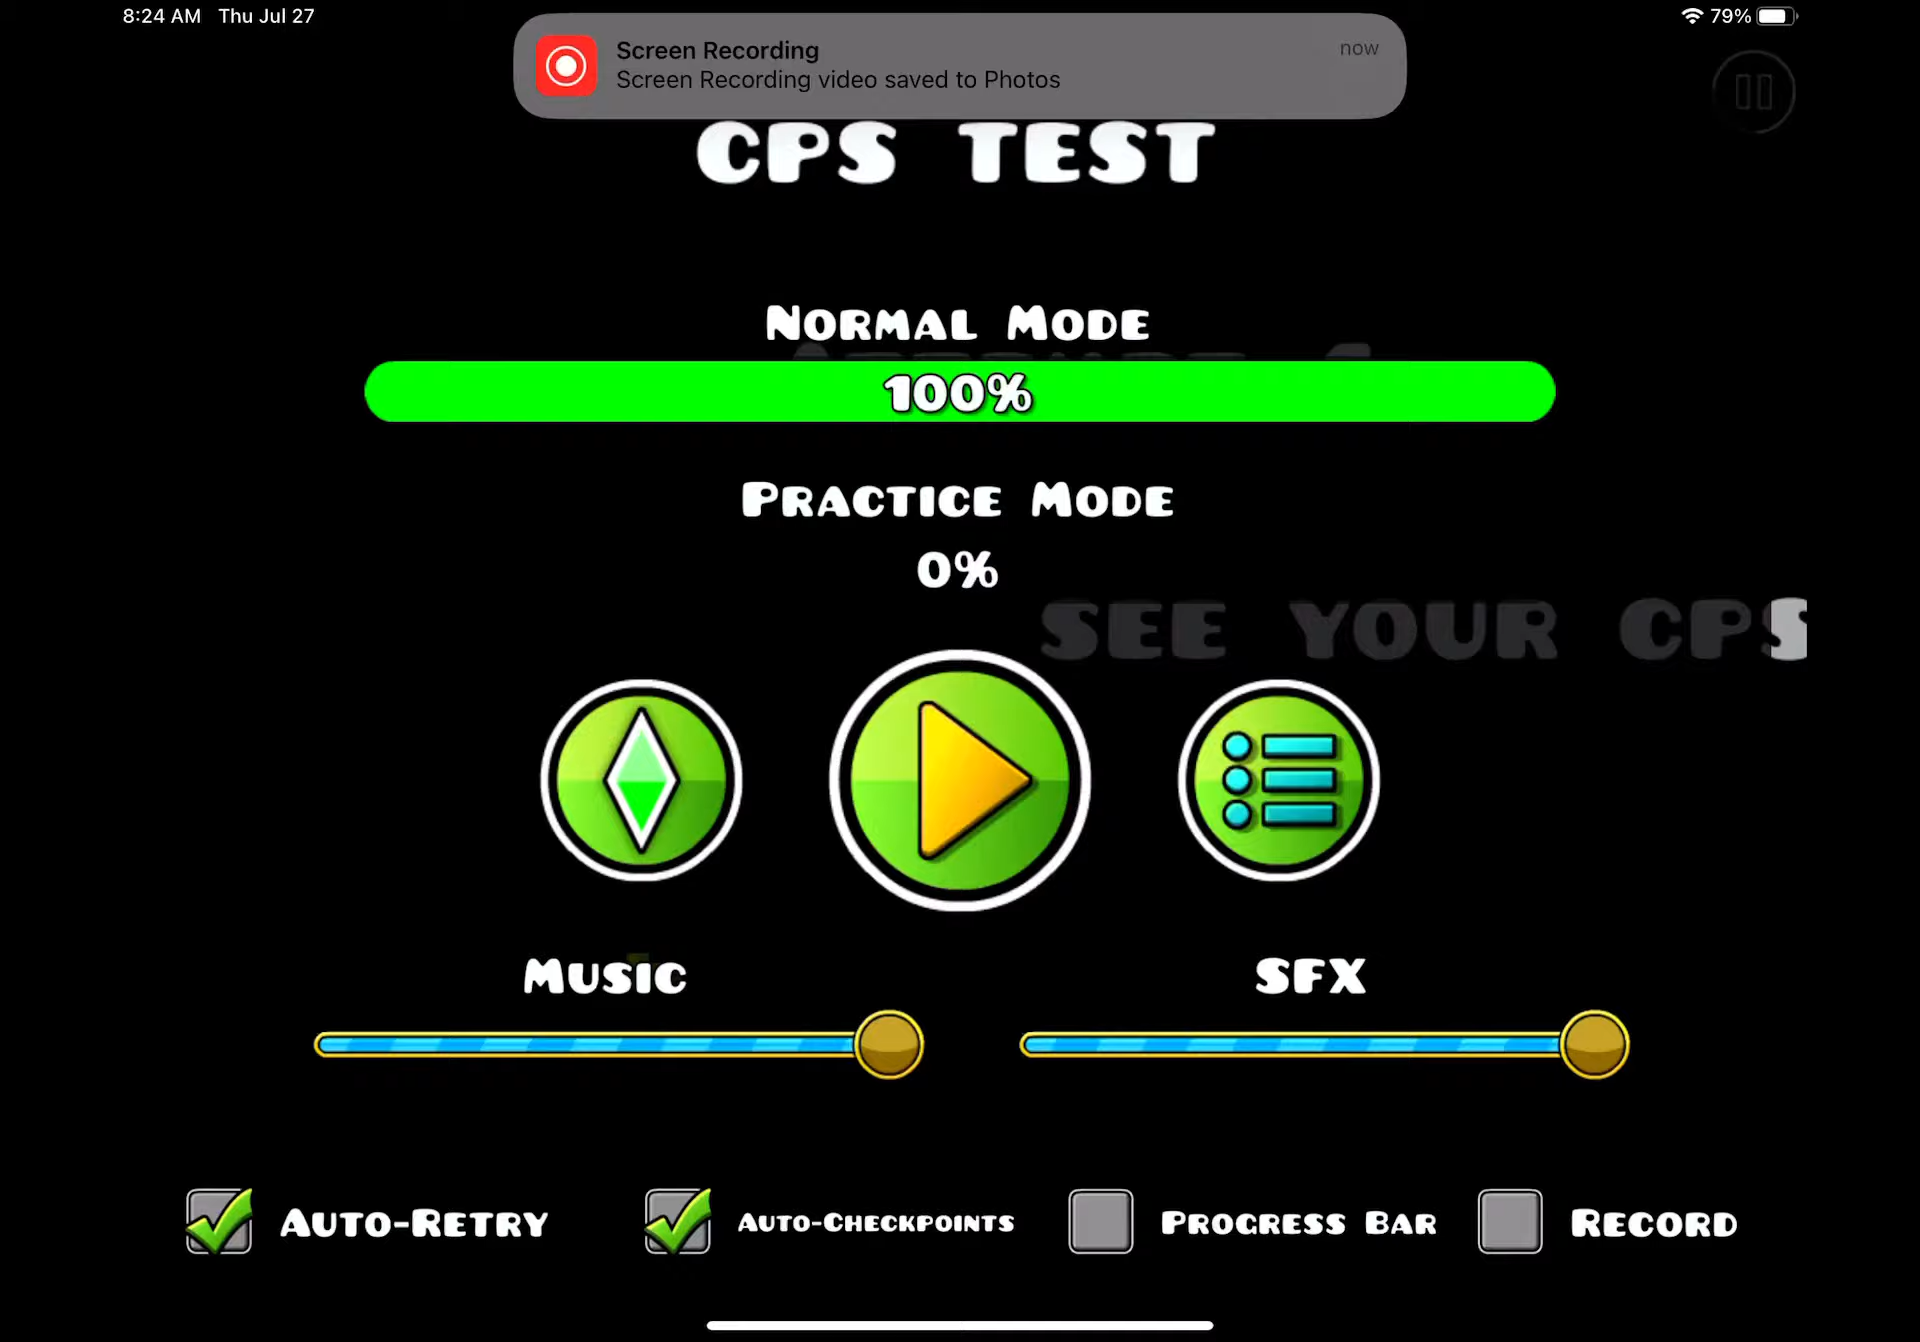 8:24 AM Thu Jul 27
79%
Screen Recording
now
Screen Recording video saved to Photos
CPS TEST
NORMAL MODE
100%
PRACTICE MODE
0%
SEE YOUR CPS
MUSIC
SFX
AUTO-RETRY
AUTO-CHECKPOINTS
PROGRESS BAR
RECORD